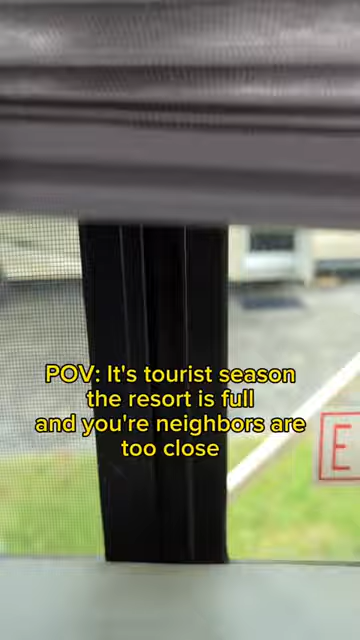 POV: It's tourist season
the resort is full
and you're neighbors are
too close
E